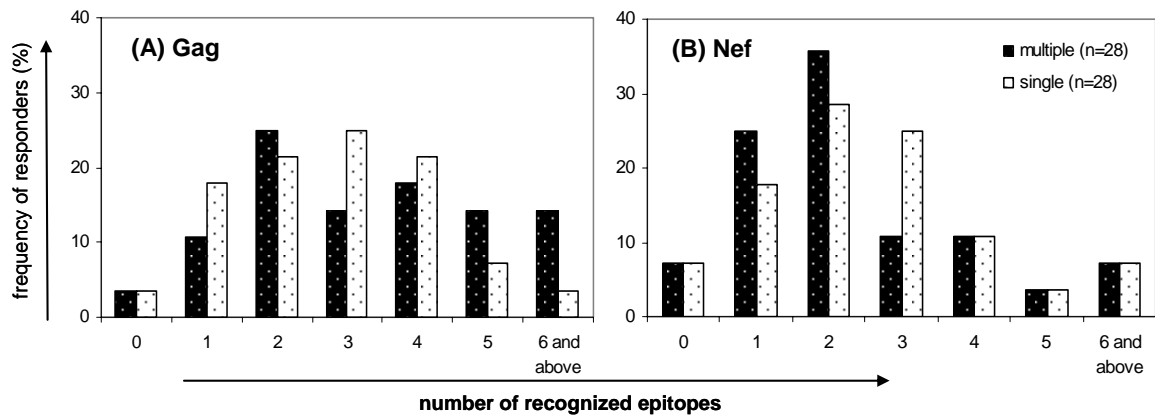 (A) Gag
40
30
20
10
0
0 1 2 3 4 5 6 and
above
frequency of responders (%)
(B) Nef
multiple (n=28)
single (n=28)
40
30
20
10
0
0 1 2 3 4 5 6 and
above
number of recognized epitopes